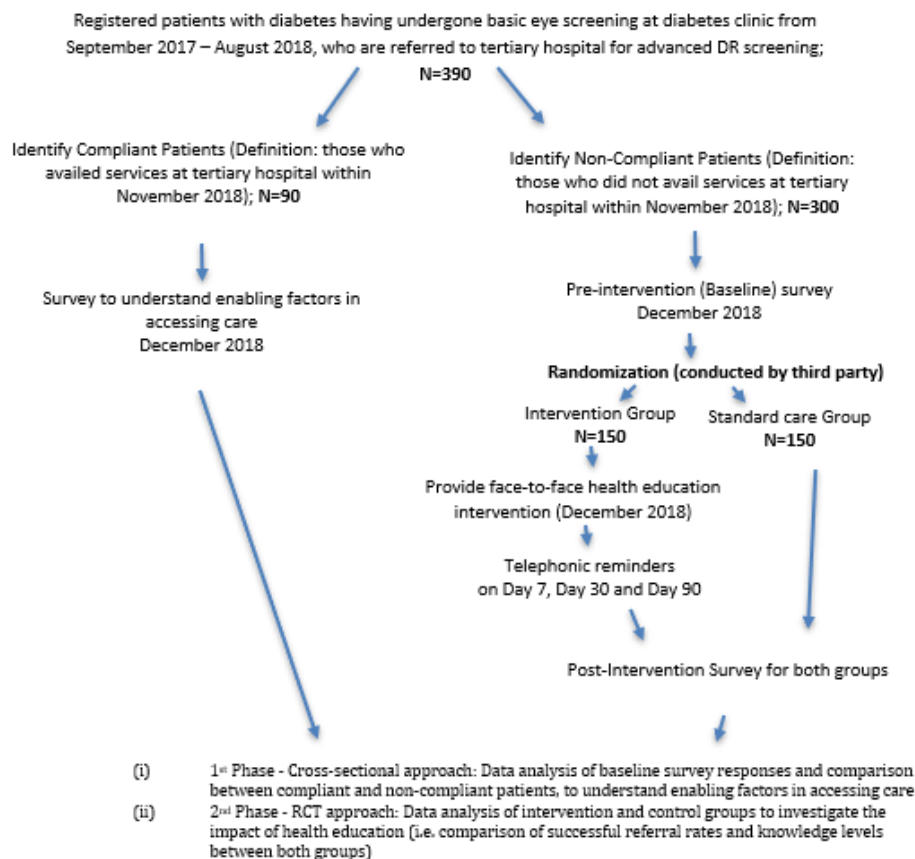 Registered patients with diabetes having undergone basic eye screening at diabetes clinic from
September 2017 – August 2018, who are referred to tertiary hospital for advanced DR screening;
N=390
Identify Compliant Patients (Definition: those who
availed services at tertiary hospital within
November 2018); N=90
Identify Non-Compliant Patients (Definition:
those who did not avail services at tertiary
hospital within November 2018); N=300
Survey to understand enabling factors in
accessing care
December 2018
Pre-intervention (Baseline) survey
December 2018
Randomization (conducted by third party)
Intervention Group
N=150
Standard care Group
N=150
Provide face-to-face health education
intervention (December 2018)
Telephonic reminders
on Day 7, Day 30 and Day 90
Post-Intervention Survey for both groups
(i) 1st Phase - Cross-sectional approach: Data analysis of baseline survey responses and comparison
between compliant and non-compliant patients, to understand enabling factors in accessing care
(ii) 2nd Phase - RCT approach: Data analysis of intervention and control groups to investigate the
impact of health education (i.e. comparison of successful referral rates and knowledge levels
between both groups)